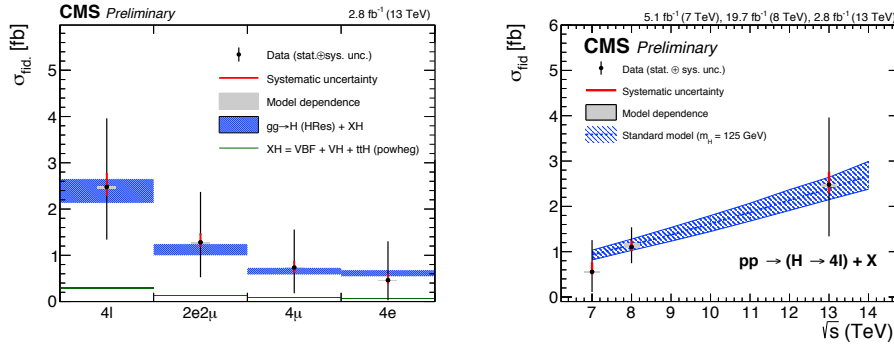 CMS Preliminary 2.8 fb⁻¹ (13 TeV)
σfid. [fb]
6
5
4
3
2
1
0
Data (stat.⊕sys. unc.)
Systematic uncertainty
Model dependence
gg→H (HRes) + XH
XH = VBF + VH + ttH (powheg)
4l 2e2μ 4μ 4e
5.1 fb⁻¹ (7 TeV), 19.7 fb⁻¹ (8 TeV), 2.8 fb⁻¹ (13 TeV)
σfid [fb]
6
5
4
3
2
1
0
CMS Preliminary
Data (stat. ⊕ sys. unc.)
Systematic uncertainty
Model dependence
Standard model (mH = 125 GeV)
pp → (H → 4l) + X
7 8 9 10 11 12 13 14
√s (TeV)